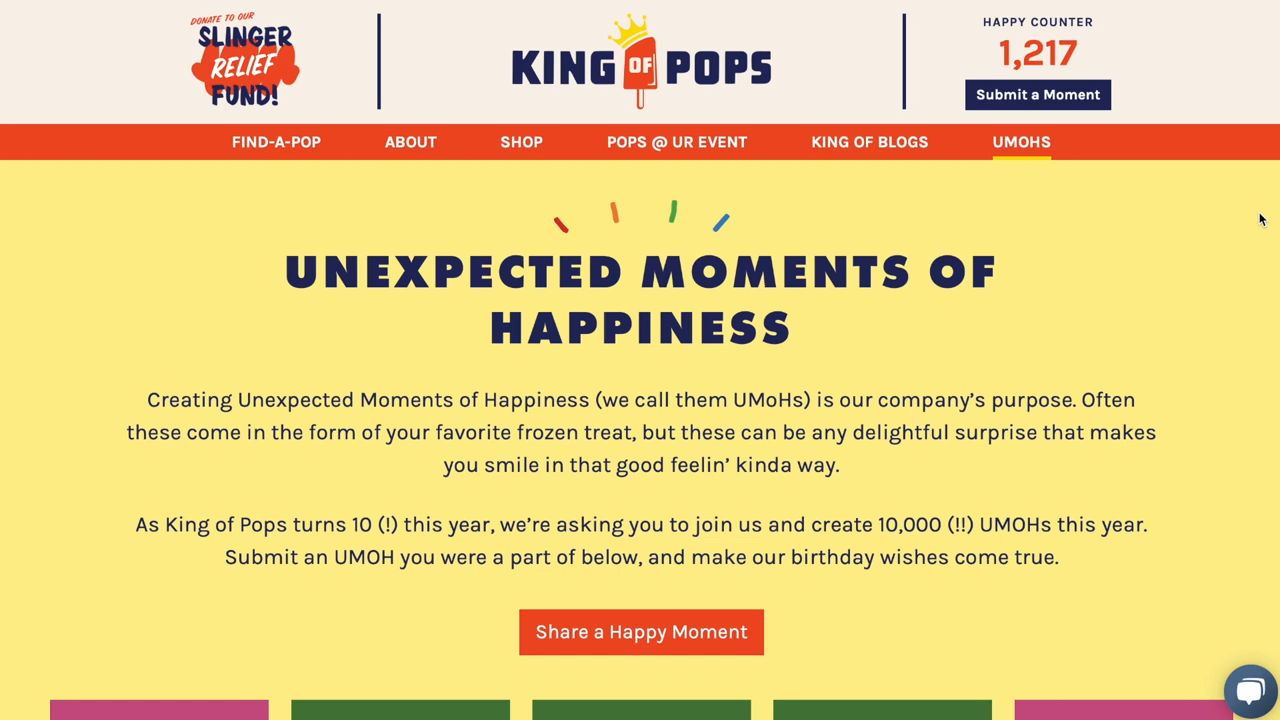 DONATE TO OUR
SLINGER
RELIEF
FUND!
KING OF POPS
HAPPY COUNTER
1,217
Submit a Moment
FIND-A-POP
ABOUT
SHOP
POPS @ UR EVENT
KING OF BLOGS
UMOHS
UNEXPECTED MOMENTS OF
HAPPINESS
Creating Unexpected Moments of Happiness (we call them UMoHs) is our company’s purpose. Often
these come in the form of your favorite frozen treat, but these can be any delightful surprise that makes
you smile in that good feelin’ kinda way.
As King of Pops turns 10 (!) this year, we’re asking you to join us and create 10,000 (!!) UMOHs this year.
Submit an UMOH you were a part of below, and make our birthday wishes come true.
Share a Happy Moment